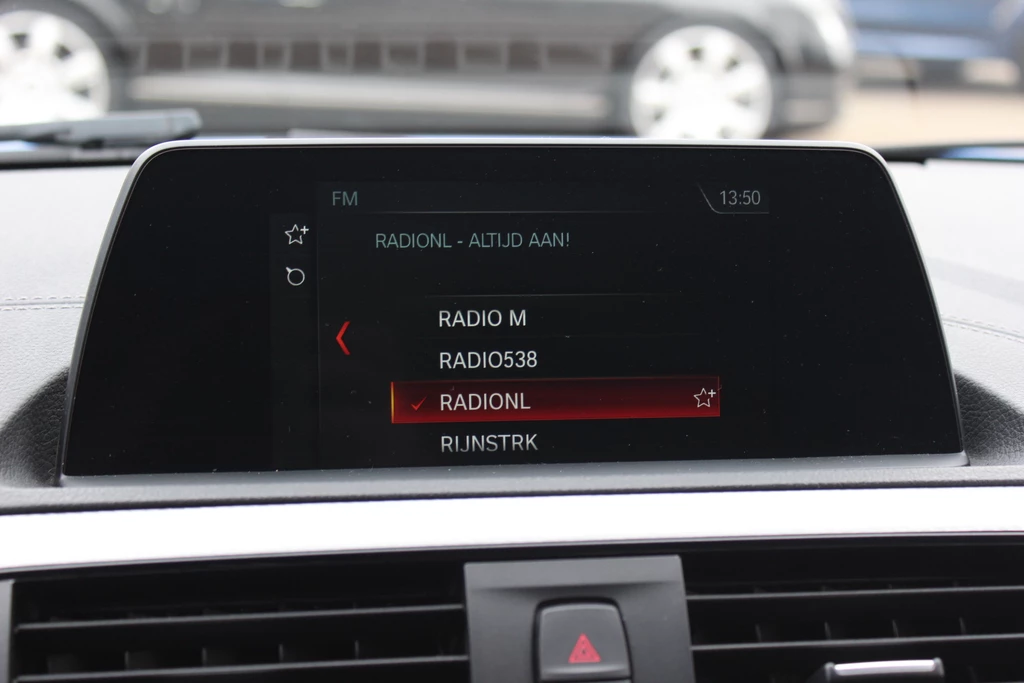 FM
13:50
RADIONL - ALTIJD AAN!
RADIO M
RADIO538
RADIONL
RIJNSTRK